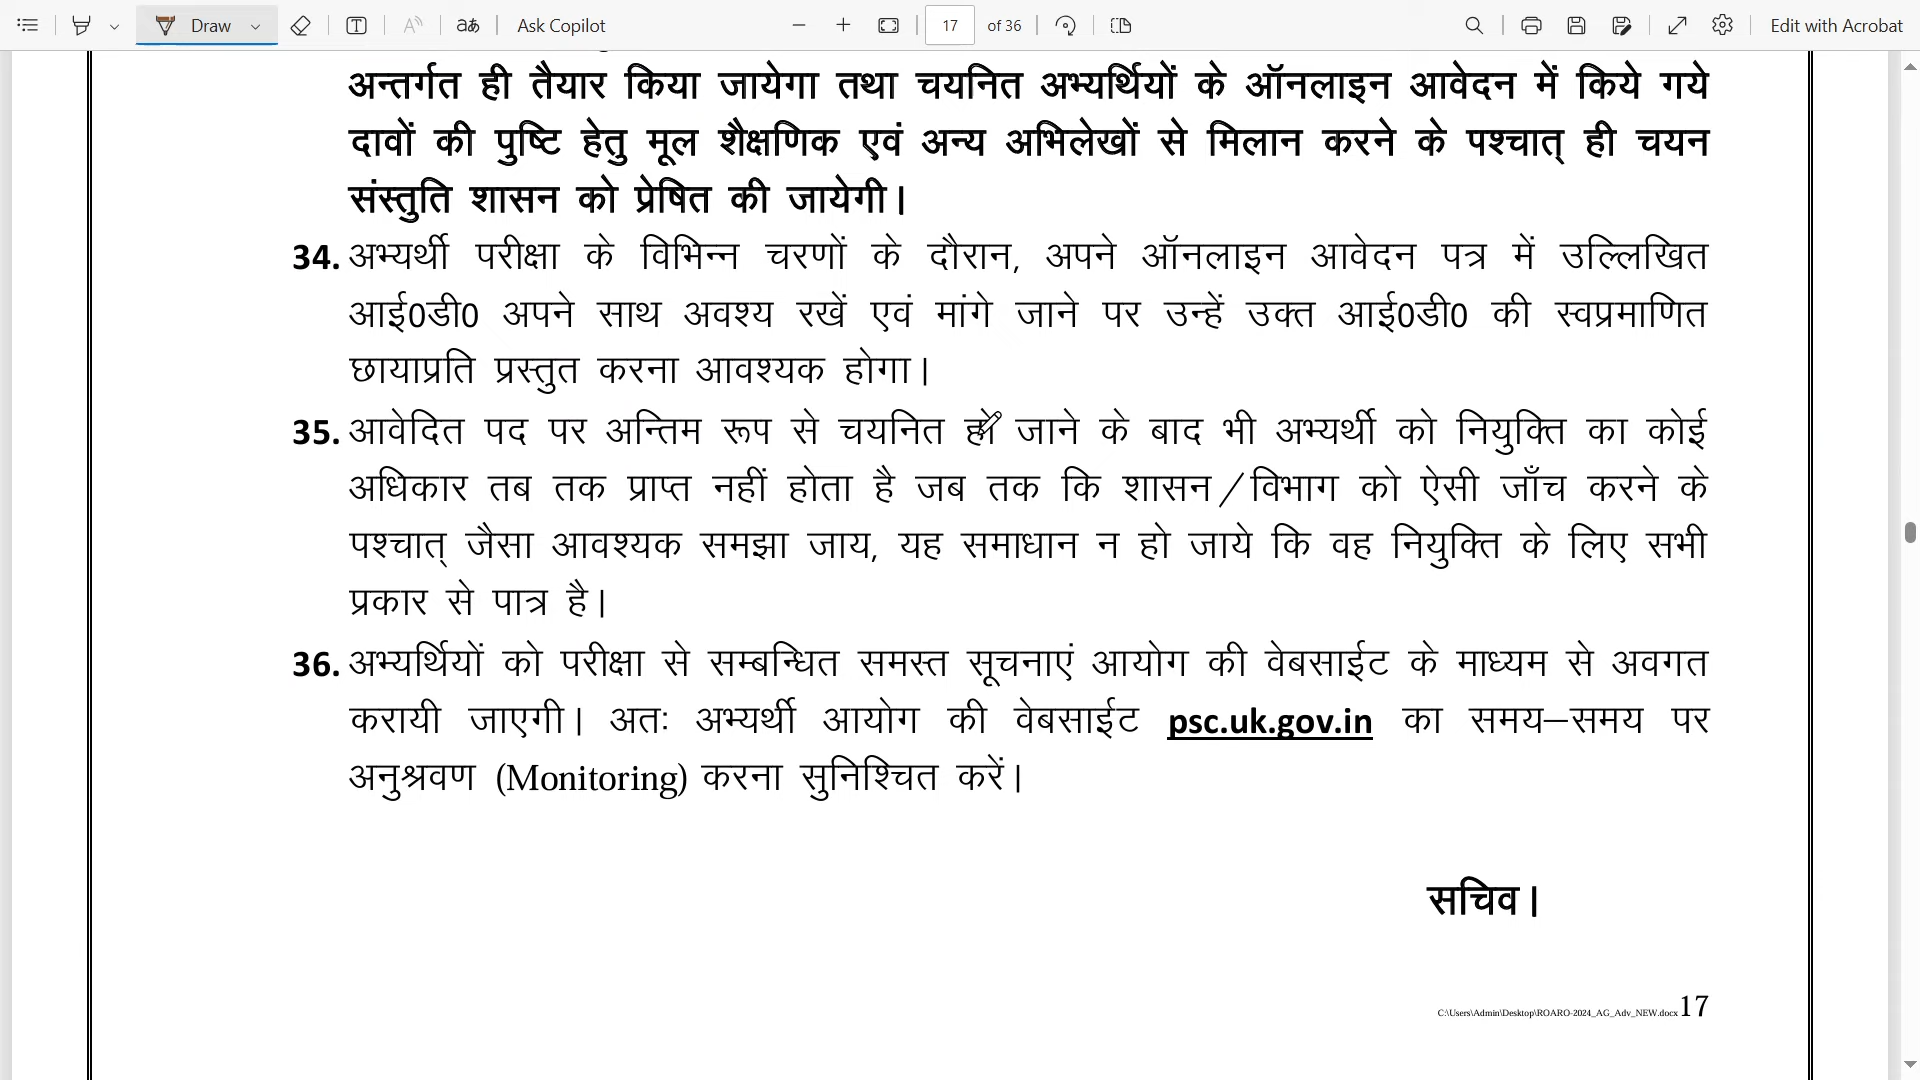 Draw
Ask Copilot
17 of 36
Edit with Acrobat
अन्तर्गत ही तैयार किया जायेगा तथा चयनित अभ्यर्थियों के ऑनलाइन आवेदन में किये गये
दावों की पुष्टि हेतु मूल शैक्षणिक एवं अन्य अभिलेखों से मिलान करने के पश्चात् ही चयन
संस्तुति शासन को प्रेषित की जायेगी।
34. अभ्यर्थी परीक्षा के विभिन्न चरणों के दौरान, अपने ऑनलाइन आवेदन पत्र में उल्लिखित
आई0डी0 अपने साथ अवश्य रखें एवं मांगे जाने पर उन्हें उक्त आई0डी0 की स्वप्रमाणित
छायाप्रति प्रस्तुत करना आवश्यक होगा।
35. आवेदित पद पर अन्तिम रूप से चयनित हो जाने के बाद भी अभ्यर्थी को नियुक्ति का कोई
अधिकार तब तक प्राप्त नहीं होता है जब तक कि शासन/विभाग को ऐसी जाँच करने के
पश्चात् जैसा आवश्यक समझा जाय, यह समाधान न हो जाये कि वह नियुक्ति के लिए सभी
प्रकार से पात्र है।
36. अभ्यर्थियों को परीक्षा से सम्बन्धित समस्त सूचनाएं आयोग की वेबसाईट के माध्यम से अवगत
करायी जाएगी। अतः अभ्यर्थी आयोग की वेबसाईट psc.uk.gov.in का समय–समय पर
अनुश्रवण (Monitoring) करना सुनिश्चित करें।
सचिव।
C:\Users\Admin\Desktop\ROARO-2024_AG_Adv_NEW.docx 17